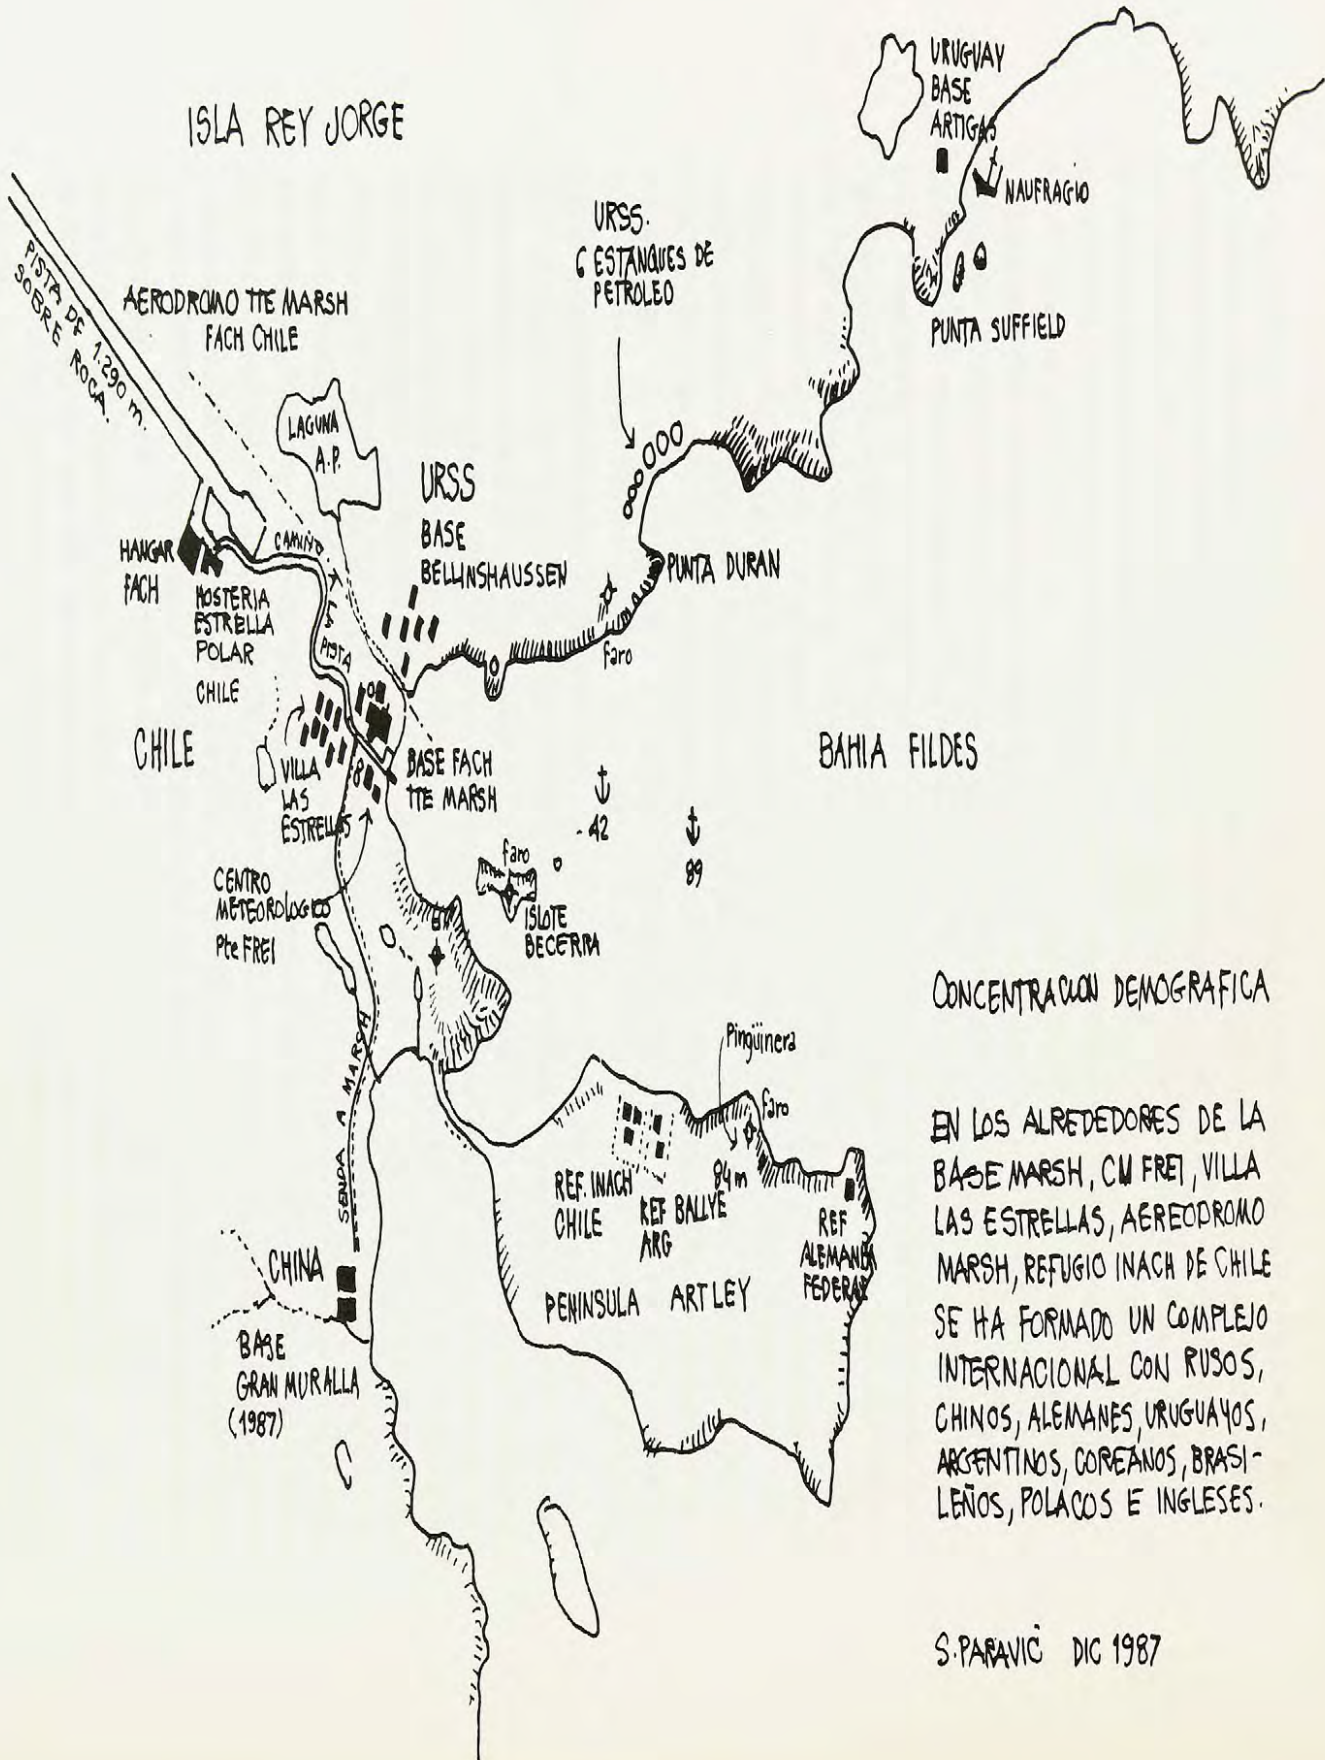 ISLA REY JORGE
URUGUAY
BASE
ARTIGAS
NAUFRAGIO
PUNTA SUFFIELD
URSS.
6 ESTANQUES DE
PETROLEO
PISTA DE 1.290 m.
SOBRE ROCA.
AERODROMO TTE MARSH
FACH CHILE
LAGUNA
A.P.
URSS
BASE
BELLINSHAUSSEN
PUNTA DURAN
faro
HANGAR
FACH
CAMINO
A LA
PISTA
HOSTERIA
ESTRELLA
POLAR
CHILE
CHILE
VILLA
LAS
ESTRELLAS
BASE FACH
TTE MARSH
BAHIA FILDES
42
89
faro
ISLOTE
BECERRA
CENTRO
METEOROLOGICO
Pte FREI
SENDA A MARSH
Pingüinera
faro
84m
REF. INACH
CHILE
REF BALLVE
ARG
REF
ALEMANIA
FEDERAL
PENINSULA ARTLEY
CHINA
BASE
GRAN MURALLA
(1987)
CONCENTRACION DEMOGRAFICA
EN LOS ALREDEDORES DE LA
BASE MARSH, CM FREI, VILLA
LAS ESTRELLAS, AEREODROMO
MARSH, REFUGIO INACH DE CHILE
SE HA FORMADO UN COMPLEJO
INTERNACIONAL CON RUSOS,
CHINOS, ALEMANES, URUGUAYOS,
ARGENTINOS, COREANOS, BRASI-
LEÑOS, POLACOS E INGLESES.
S. PARAVIC DIC 1987